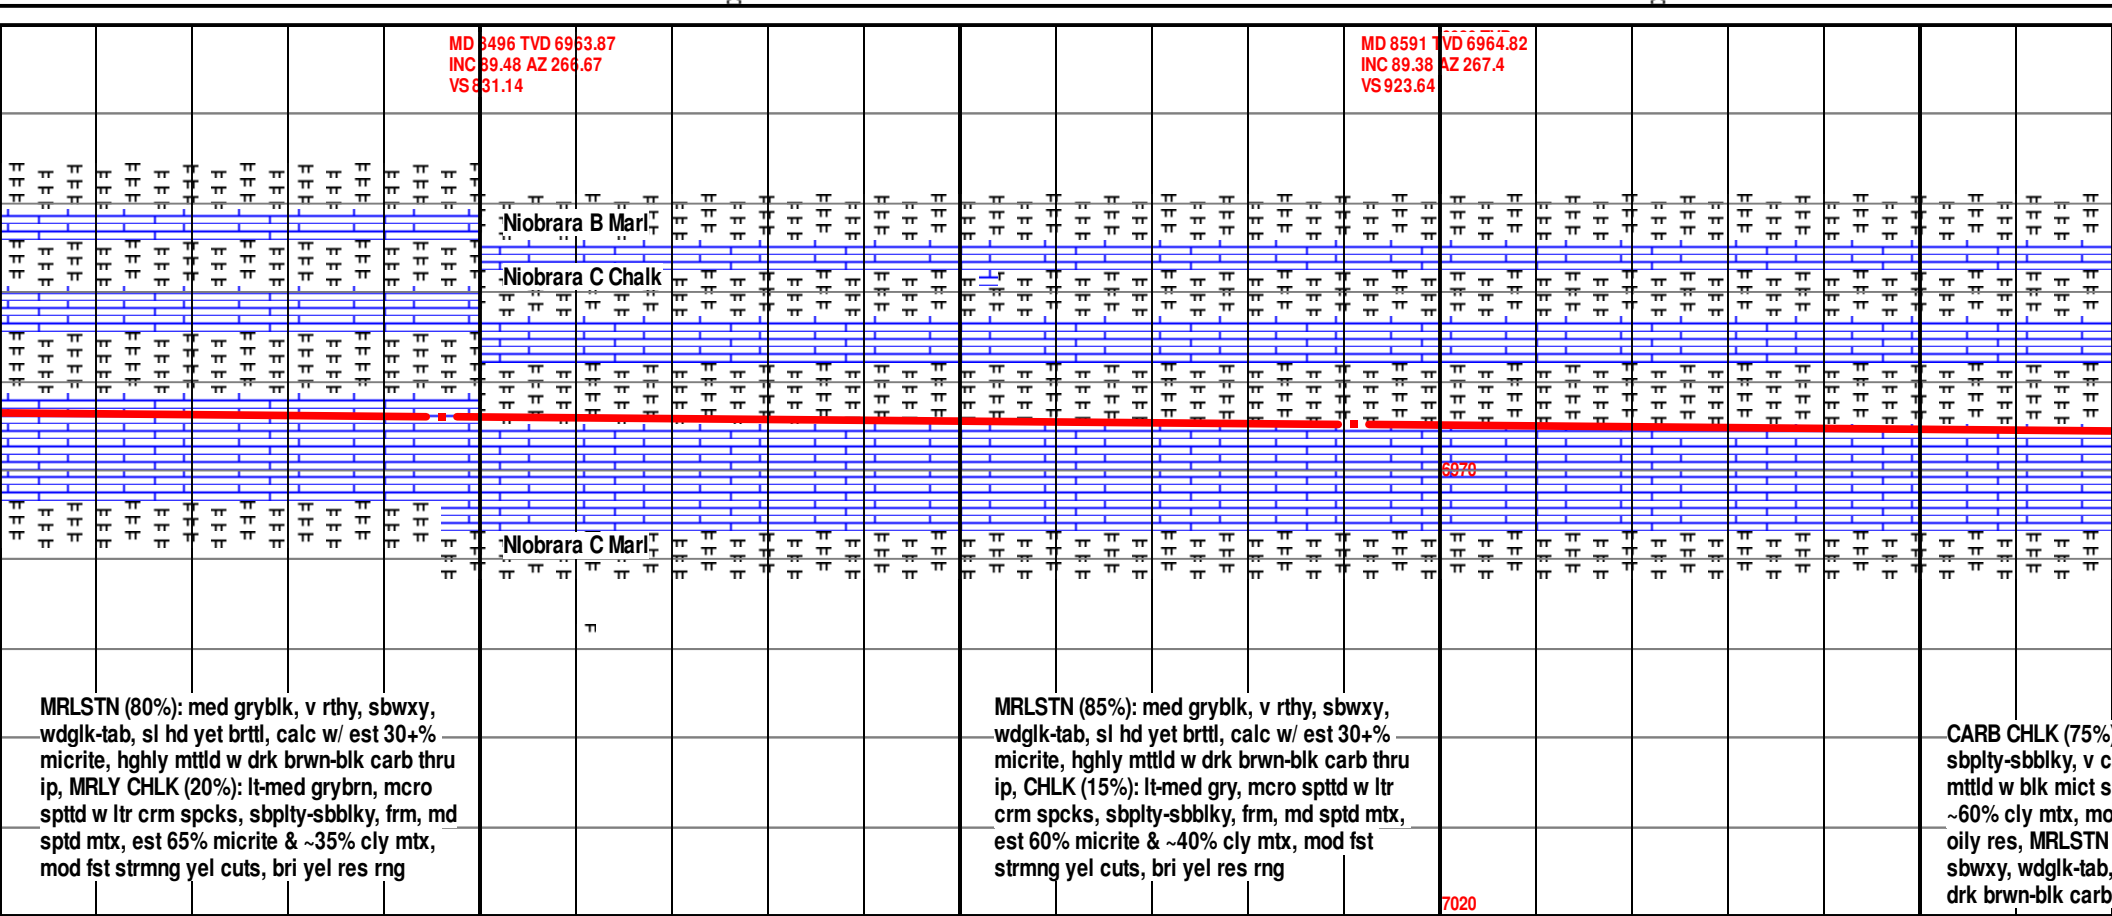 MD 8496 TVD 6963.87
INC 89.48 AZ 266.67
VS 831.14
MD 8591 TVD 6964.82
INC 89.38 AZ 267.4
VS 923.64
Niobrara B Marl
Niobrara C Chalk
6970
NIobrara C Marl
MRLSTN (80%): med gryblk, v rthy, sbwxy,
wdglk-tab, sl hd yet brttl, calc w/ est 30+%
micrite, hghly mttld w drk brwn-blk carb thru
ip, MRLY CHLK (20%): lt-med grybrn, mcro
spttd w ltr crm spcks, sbplty-sbblky, frm, md
sptd mtx, est 65% micrite & ~35% cly mtx,
mod fst strmng yel cuts, bri yel res rng
MRLSTN (85%): med gryblk, v rthy, sbwxy,
wdglk-tab, sl hd yet brttl, calc w/ est 30+%
micrite, hghly mttld w drk brwn-blk carb thru
ip, CHLK (15%): lt-med gry, mcro spttd w ltr
crm spcks, sbplty-sbblky, frm, md sptd mtx,
est 60% micrite & ~40% cly mtx, mod fst
strmng yel cuts, bri yel res rng
CARB CHLK (75%)
sbplty-sbblky, v c
mttld w blk mict s
~60% cly mtx, mo
oily res, MRLSTN
sbwxy, wdglk-tab,
drk brwn-blk carb
7020